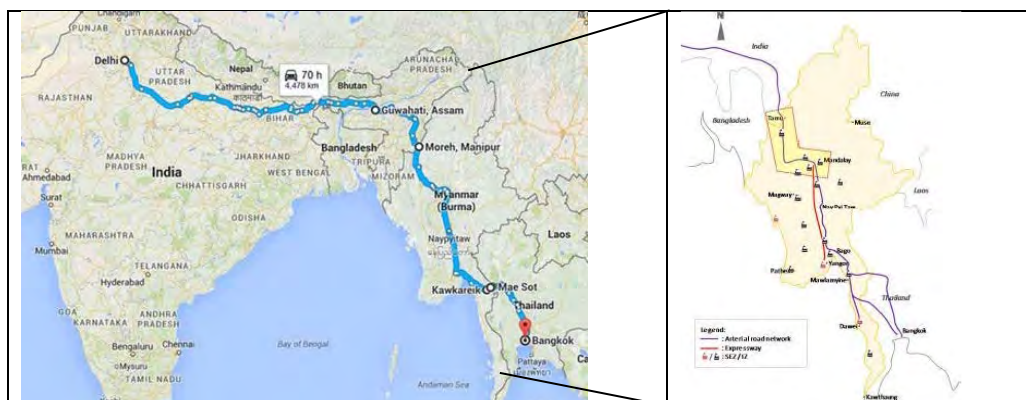 Chandigarh
PUNJAB
UTTARAKHAND
Delhi
70 h
4,478 km
ARUNACHAL
PRADESH
Nepal
Bhutan
UTTAR
PRADESH
Kathmandu
RAJASTHAN
Guwahati, Assam
BIHAR
Bangladesh
Moreh, Manipur
JHARKHAND
MADHYA
PRADESH
TRIPURA
WEST BENGAL
MIZORAM
GUJARAT
Ahmedabad
India
CHHATTISGARH
Myanmar
(Burma)
Surat
ODISHA
Naypyitaw
Laos
MAHARASHTRA
Mumbai
TELANGANA
Hyderabad
Kawkareik
Mae Sot
Thailand
GOA
KARNATAKA
ANDHRA
PRADESH
Bangkok
Bengaluru
Chennai
Bay of Bengal
Pattaya
Mysuru
TAMIL NADU
Andaman Sea
N
India
China
Bangladesh
Tamu
Muse
Mandalay
Laos
Magway
Nay Pyi Taw
Bago
Yangon
Pathein
Mawlamyine
Thailand
Dawei
Bangkok
Legend:
: Arterial road network
: Expressway
/ : SEZ / IZ
Kawthaung